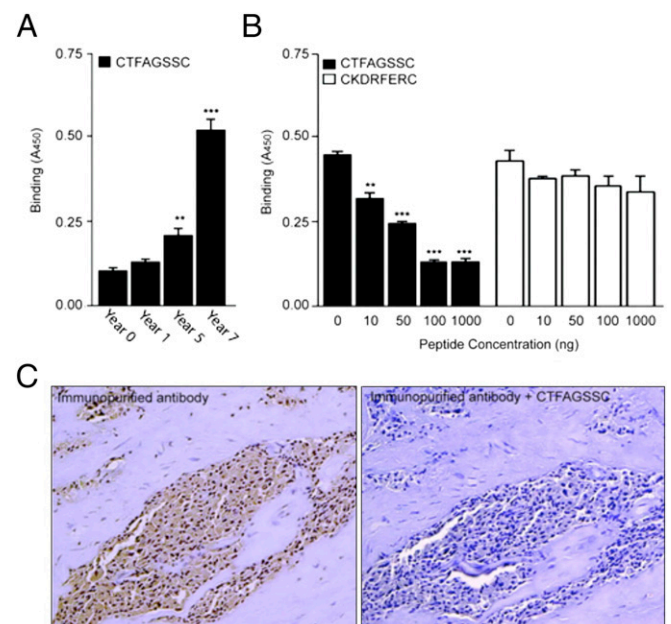 A
B
0.75
0.50
0.25
0.00
Binding (A450)
CTFAGSSC
**
***
Year 0
Year 1
Year 5
Year 7
0.75
0.50
0.25
0.00
Binding (A450)
CTFAGSSC
CKDRFERC
**
***
***
***
0 10 50 100 1000 0 10 50 100 1000
Peptide Concentration (ng)
C
Immunopurified antibody
Immunopurified antibody + CTFAGSSC